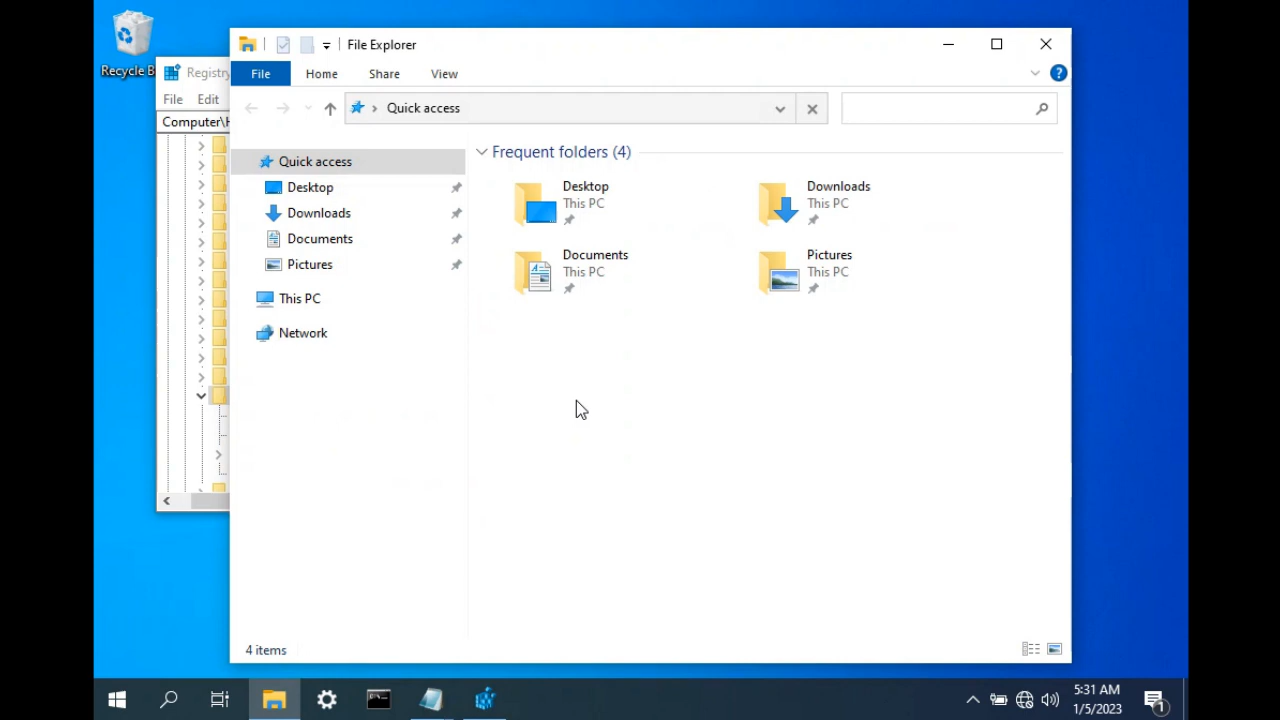 Recycle B
Registry
File Edit
Computer\H
File Explorer
File Home Share View
Quick access
Quick access
Desktop
Downloads
Documents
Pictures
This PC
Network
Frequent folders (4)
Desktop
This PC
Downloads
This PC
Documents
This PC
Pictures
This PC
4 items
5:31 AM
1/5/2023
1